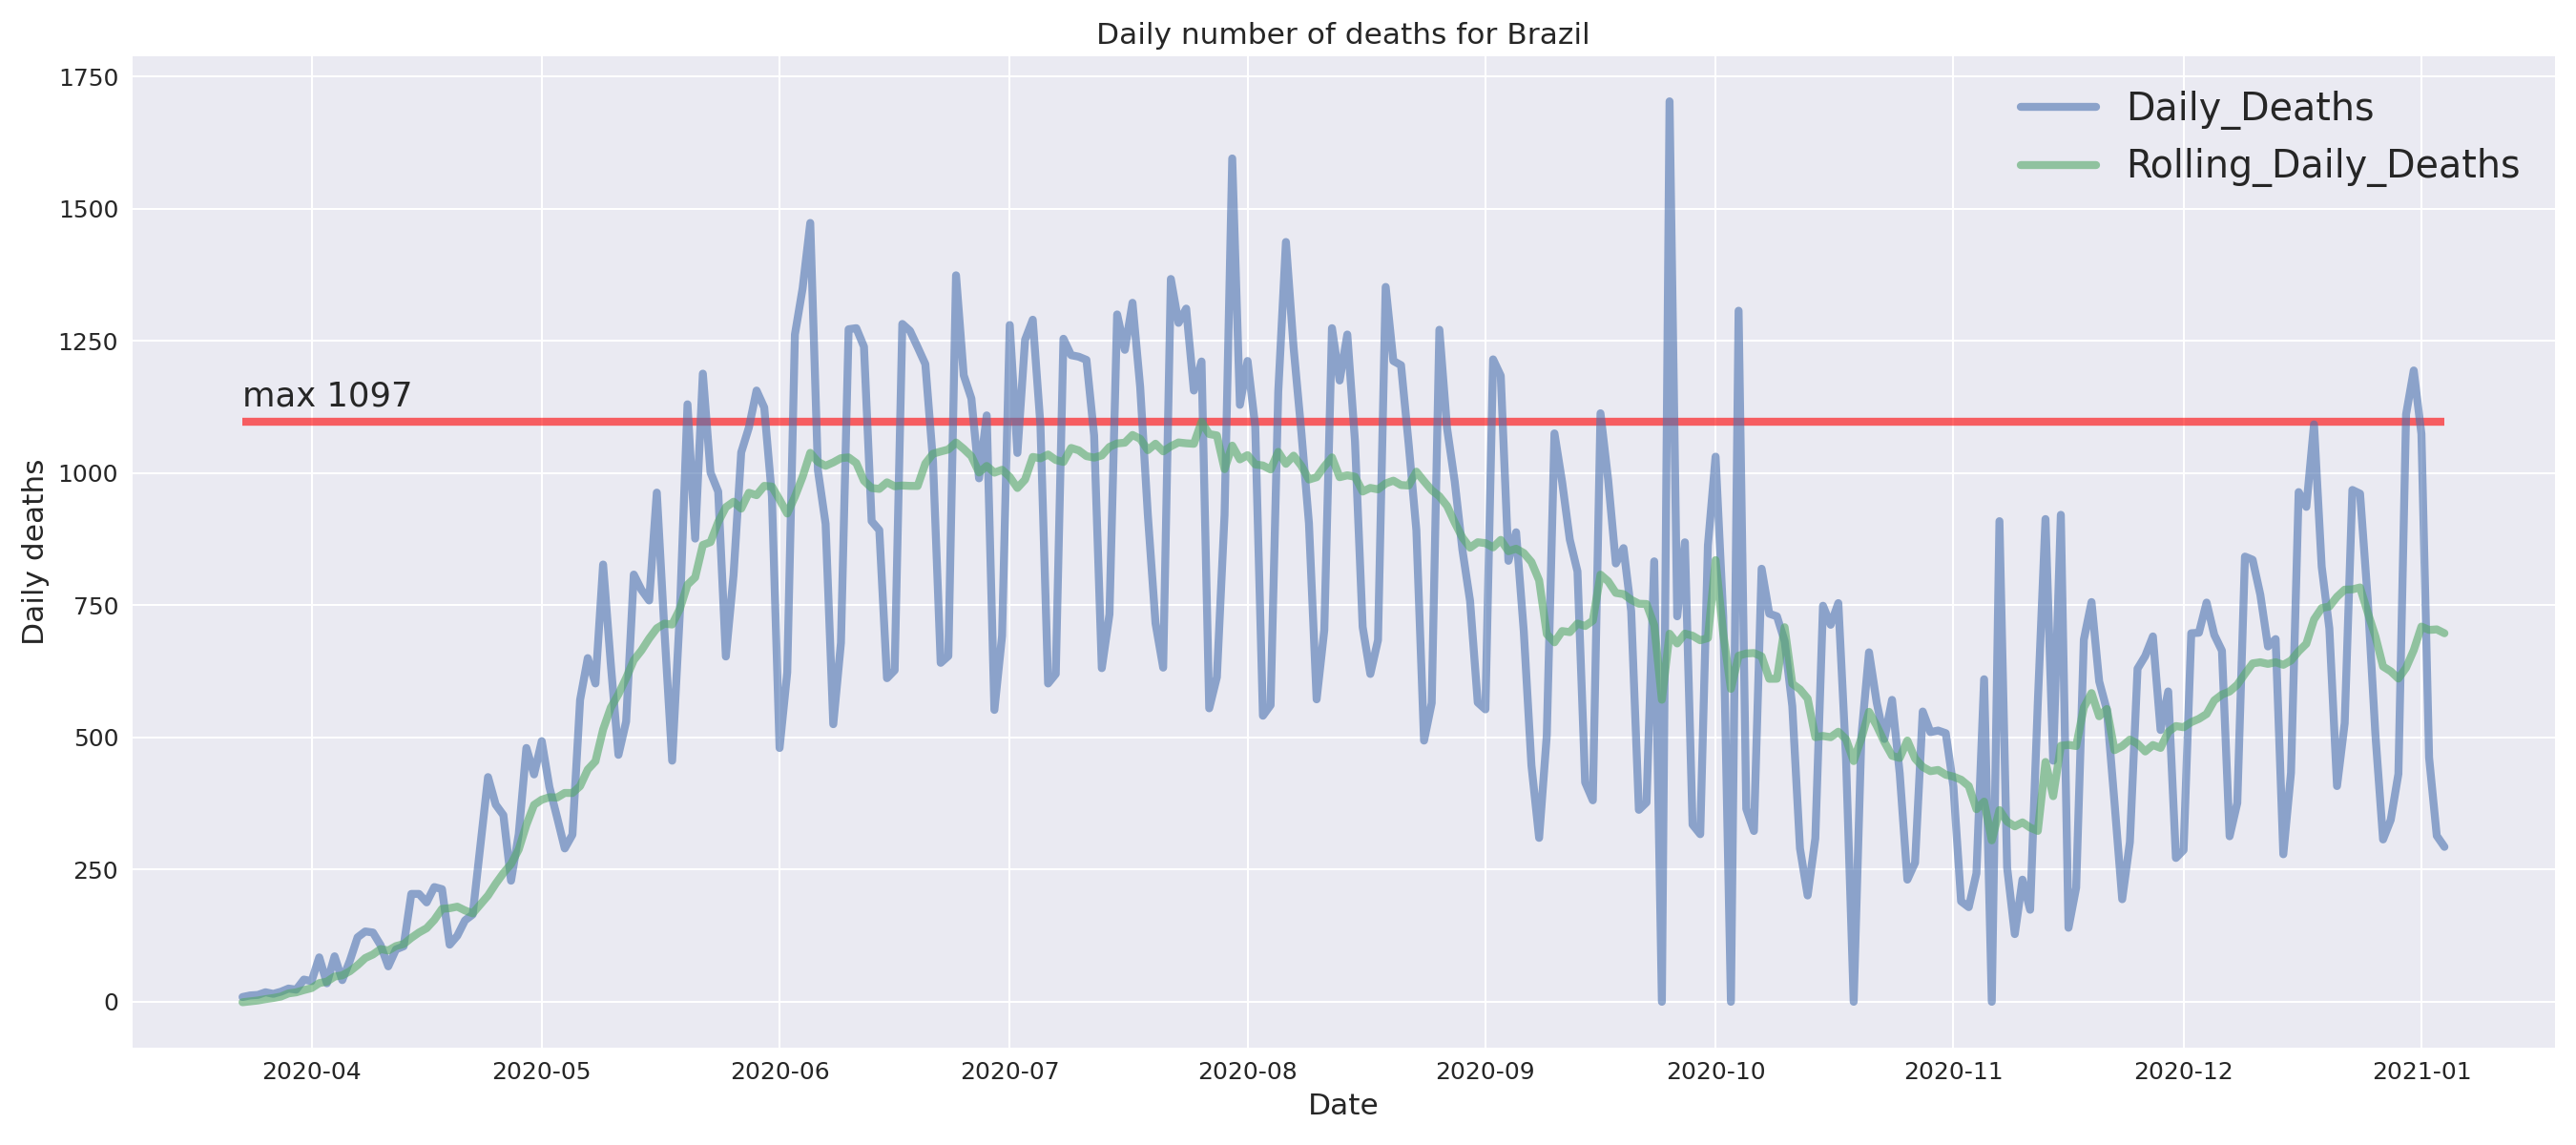 Daily number of deaths for Brazil
1750
1500
1250
1000
750
500
250
0
Daily deaths
max 1097
Daily_Deaths
Rolling_Daily_Deaths
2020-04 2020-05 2020-06 2020-07 2020-08 2020-09 2020-10 2020-11 2020-12 2021-01
Date